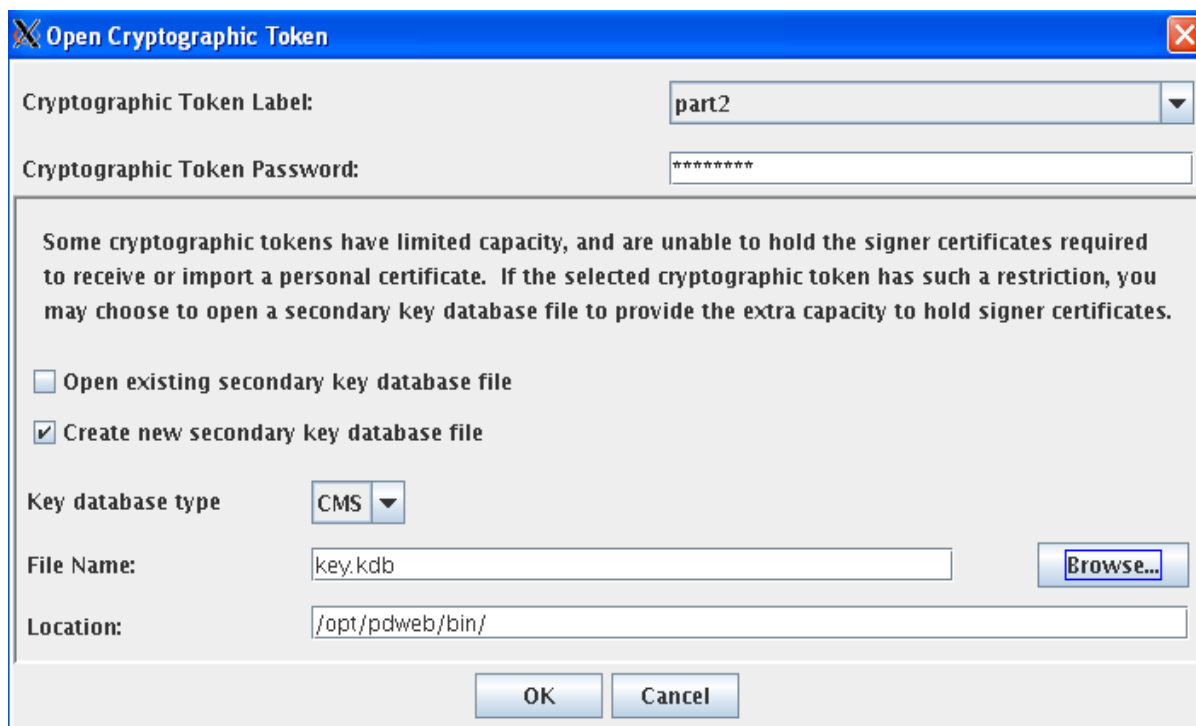 Open Cryptographic Token
Cryptographic Token Label: part2
Cryptographic Token Password: ********
Some cryptographic tokens have limited capacity, and are unable to hold the signer certificates required
to receive or import a personal certificate. If the selected cryptographic token has such a restriction, you
may choose to open a secondary key database file to provide the extra capacity to hold signer certificates.
Open existing secondary key database file
Create new secondary key database file
Key database type CMS
File Name: key.kdb Browse...
Location: /opt/pdweb/bin/
OK Cancel